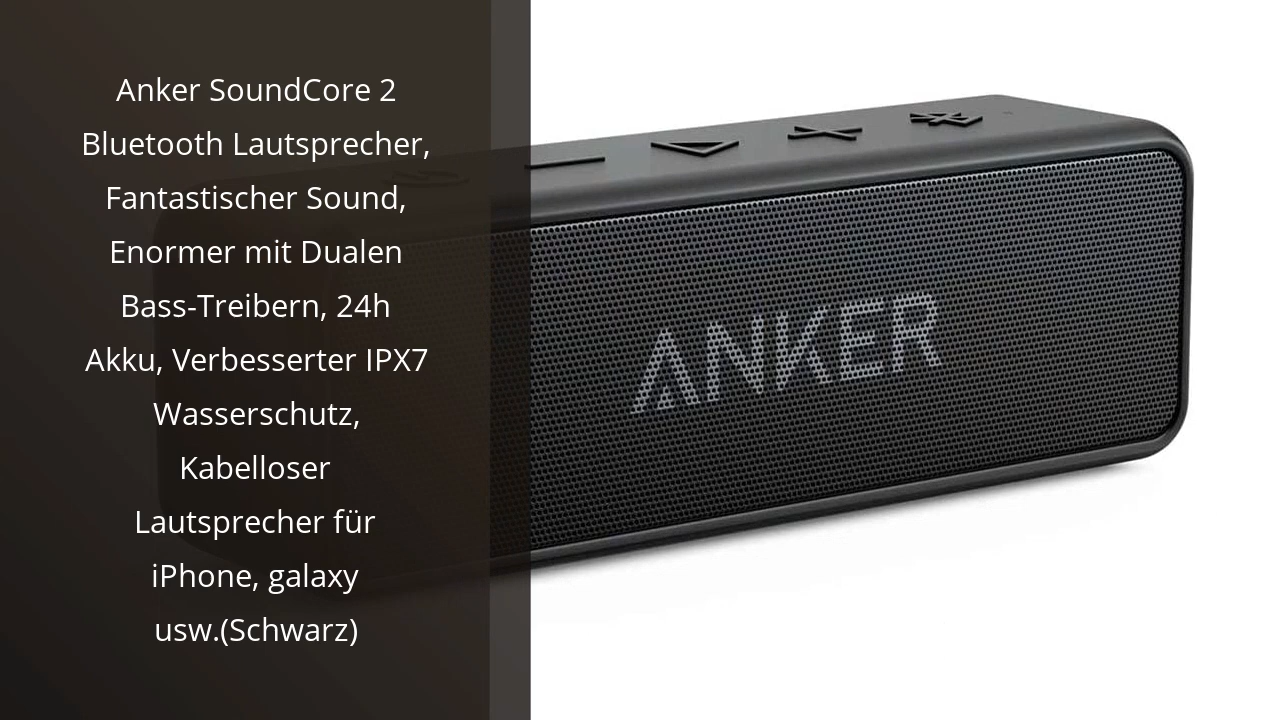 Anker SoundCore 2
Bluetooth Lautsprecher,
Fantastischer Sound,
Enormer mit Dualen
Bass-Treibern, 24h
Akku, Verbesserter IPX7
Wasserschutz,
Kabelloser
Lautsprecher für
iPhone, galaxy
usw.(Schwarz)
ANKER